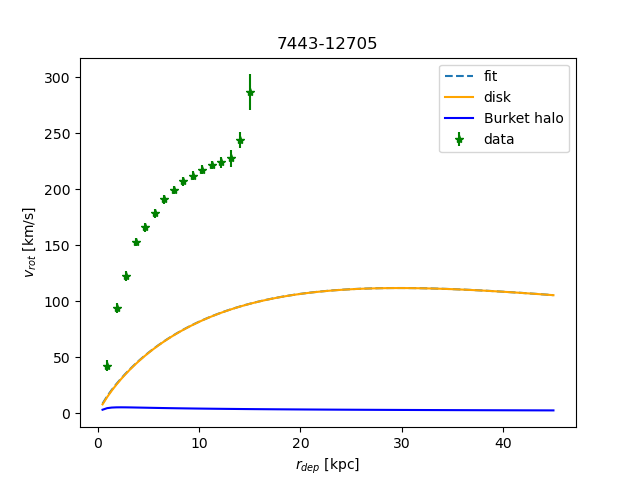 7443-12705
fit
disk
Burket halo
data
300
250
200
150
100
50
0
v_rot [km/s]
0 10 20 30 40
r_dep [kpc]